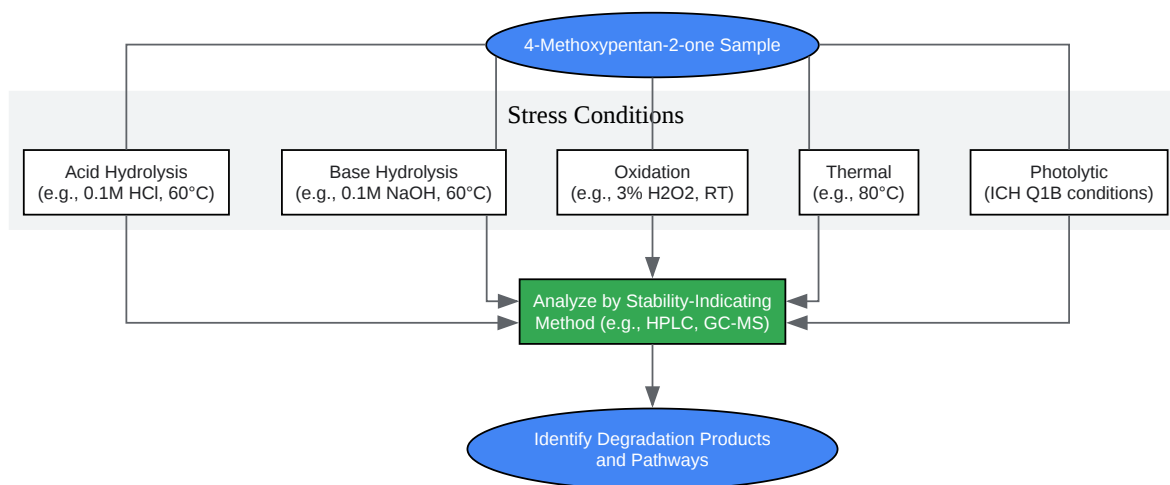 4-Methoxypentan-2-one Sample
Stress Conditions
Acid Hydrolysis
(e.g., 0.1M HCl, 60°C)
Base Hydrolysis
(e.g., 0.1M NaOH, 60°C)
Oxidation
(e.g., 3% H2O2, RT)
Thermal
(e.g., 80°C)
Photolytic
(ICH Q1B conditions)
Analyze by Stability-Indicating
Method (e.g., HPLC, GC-MS)
Identify Degradation Products
and Pathways